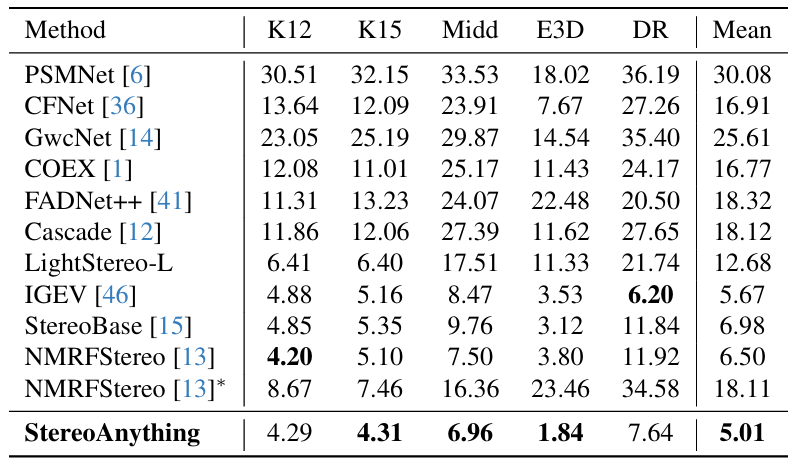 Method K12 K15 Midd E3D DR Mean
PSMNet [6] 30.51 32.15 33.53 18.02 36.19 30.08
CFNet [36] 13.64 12.09 23.91 7.67 27.26 16.91
GwcNet [14] 23.05 25.19 29.87 14.54 35.40 25.61
COEX [1] 12.08 11.01 25.17 11.43 24.17 16.77
FADNet++ [41] 11.31 13.23 24.07 22.48 20.50 18.32
Cascade [12] 11.86 12.06 27.39 11.62 27.65 18.12
LightStereo-L 6.41 6.40 17.51 11.33 21.74 12.68
IGEV [46] 4.88 5.16 8.47 3.53 6.20 5.67
StereoBase [15] 4.85 5.35 9.76 3.12 11.84 6.98
NMRFStereo [13] 4.20 5.10 7.50 3.80 11.92 6.50
NMRFStereo [13]* 8.67 7.46 16.36 23.46 34.58 18.11
StereoAnything 4.29 4.31 6.96 1.84 7.64 5.01